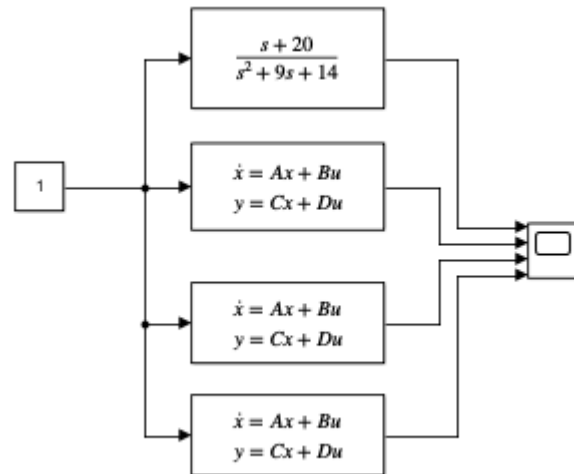 s + 20
s² + 9s + 14
1
ẋ = Ax + Bu
y = Cx + Du
ẋ = Ax + Bu
y = Cx + Du
ẋ = Ax + Bu
y = Cx + Du